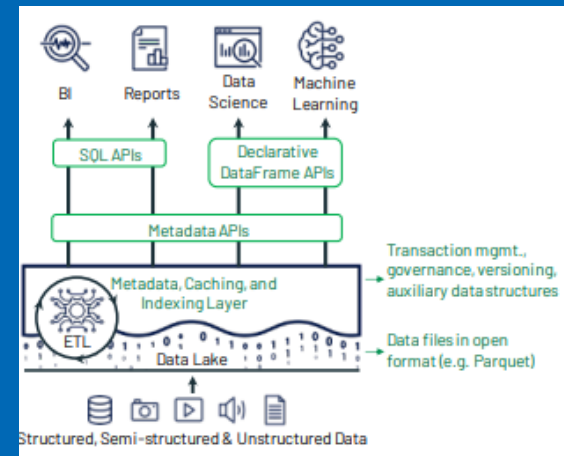 BI
Reports
Data
Science
Machine
Learning
SQL APIs
Declarative
DataFrame APIs
Metadata APIs
Metadata, Caching, and
Indexing Layer
Transaction mgmt.,
governance, versioning,
auxiliary data structures
ETL
Data Lake
Data files in open
format (e.g. Parquet)
Structured, Semi-structured & Unstructured Data